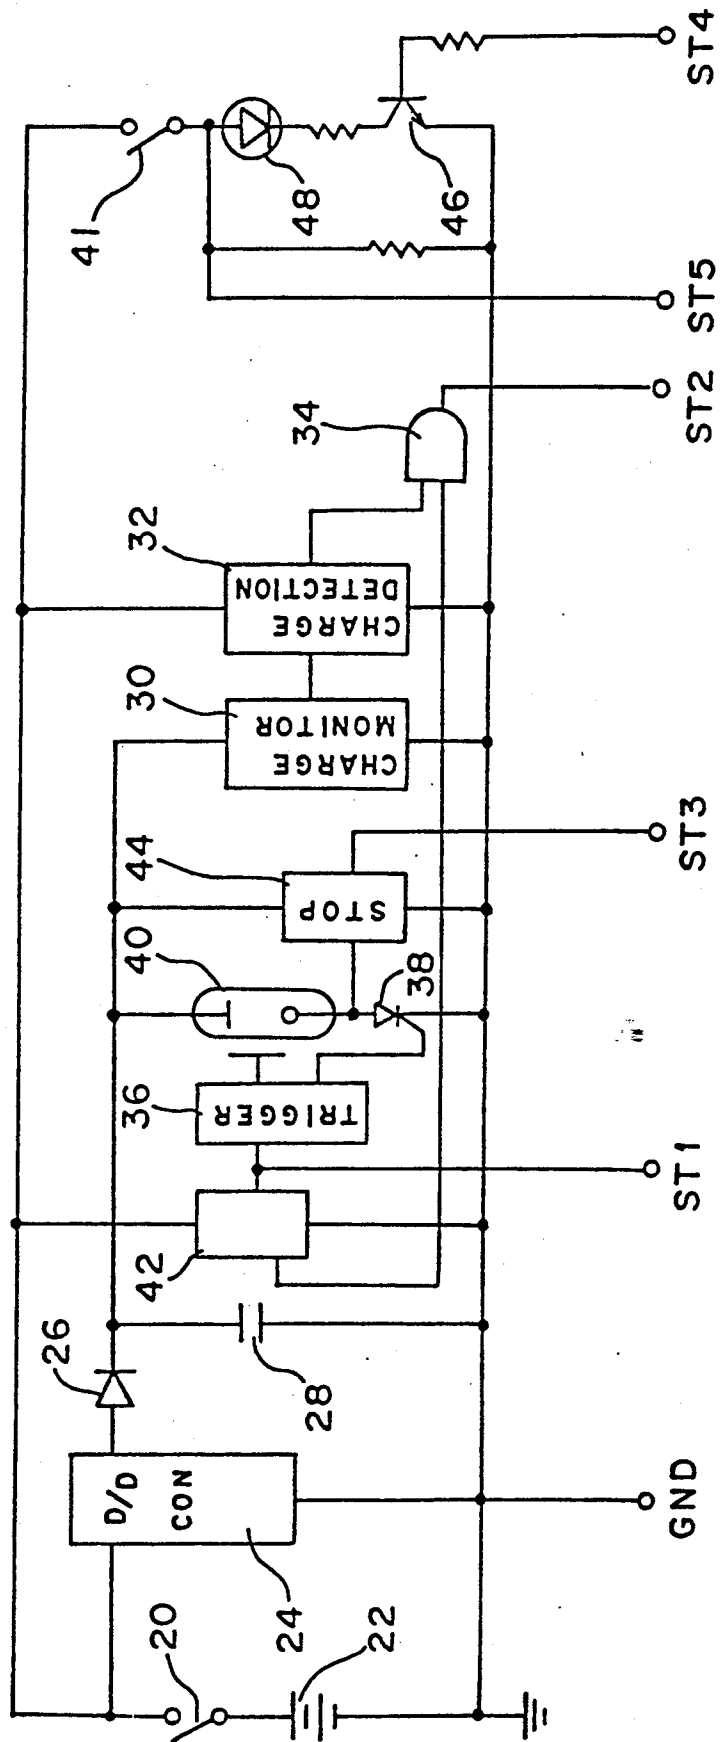 20
22
D/D
CON
24
26
28
42
TRIGGER
36
40
38
STOP
44
CHARGE
MONITOR
30
CHARGE
DETECTION
32
34
41
48
46
GND
ST1
ST3
ST2
ST5
ST4